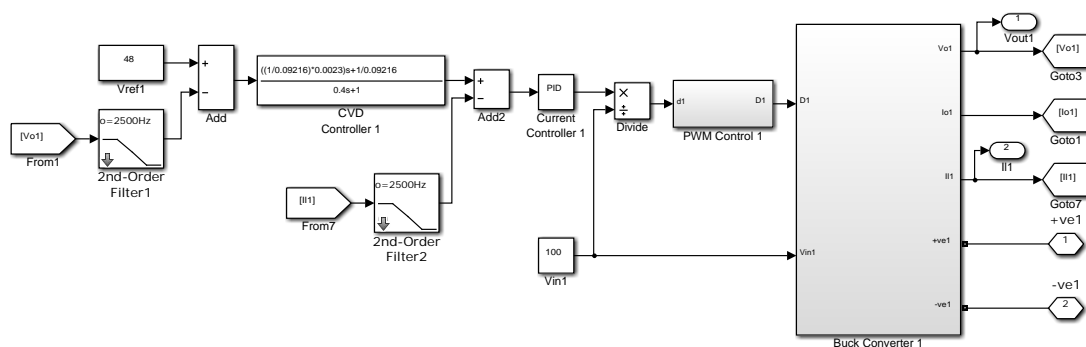 48
Vref1
[Vo1]
From1
o=2500Hz
2nd-Order
Filter1
+
−
Add
((1/0.09216)*0.0023)s+1/0.09216
0.4s+1
CVD
Controller 1
[Il1]
From7
o=2500Hz
2nd-Order
Filter2
+
−
Add2
PID
Current
Controller 1
×
÷
Divide
d1
D1
PWM Control 1
100
Vin1
D1
Vin1
Vo1
Io1
Il1
+ve1
-ve1
Buck Converter 1
1
Vout1
[Vo1]
Goto3
[Io1]
Goto1
2
Il1
[Il1]
Goto7
+ve1
1
-ve1
2